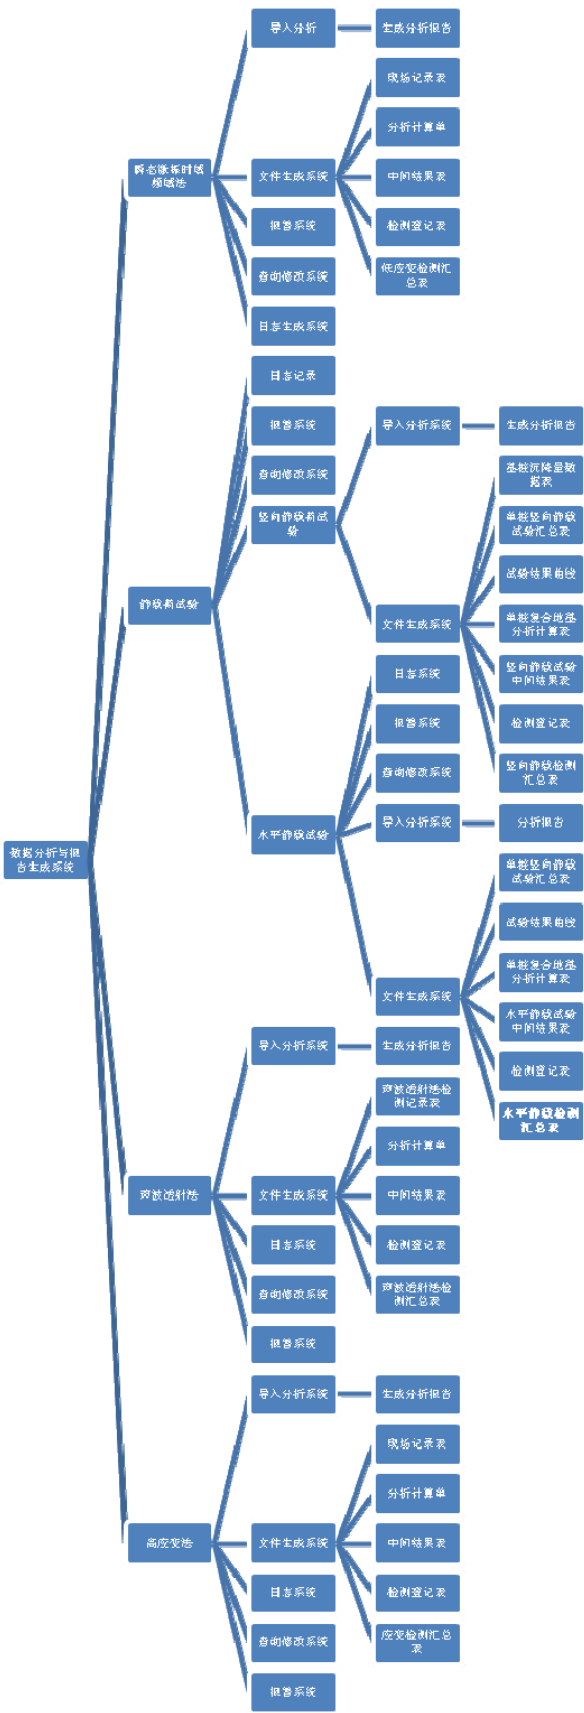 导入分析
生成分析报告
现场记录表
分析计算单
瞬态激振时域
频域法
文件生成系统
中间结果表
报警系统
检测登记表
查询修改系统
低应变检测汇
总表
日志生成系统
日志记录
报警系统
导入分析系统
生成分析报告
查询修改系统
基桩沉降量数
据表
竖向静载荷试
验
单桩竖向静载
试验汇总表
试验结果曲线
静载荷试验
文件生成系统
单桩复合地基
分析计算表
日志系统
竖向静载试验
中间结果表
报警系统
检测登记表
查询修改系统
竖向静载检测
汇总表
水平静载试验
导入分析系统
分析报告
数据分析与报
告生成系统
单桩竖向静载
试验汇总表
试验结果曲线
单桩复合地基
分析计算表
文件生成系统
水平静载试验
中间结果表
导入分析系统
生成分析报告
检测登记表
声波透射法检
测记录表
水平静载检测
汇总表
分析计算单
声波透射法
文件生成系统
中间结果表
日志系统
检测登记表
查询修改系统
声波透射法检
测汇总表
报警系统
导入分析系统
生成分析报告
现场记录表
分析计算单
高应变法
文件生成系统
中间结果表
日志系统
检测登记表
查询修改系统
应变检测汇总
表
报警系统